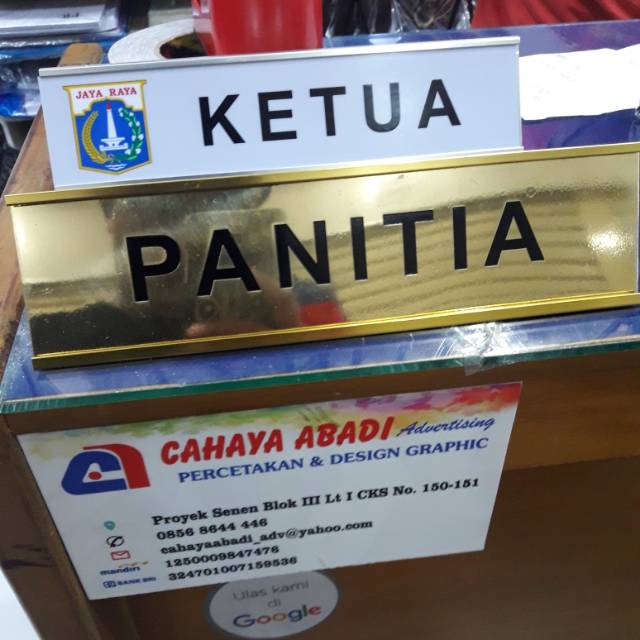 JAYA RAYA
KETUA
PANITIA
CAHAYA ABADI Advertising
PERCETAKAN & DESIGN GRAPHIC
Proyek Senen Blok III Lt I CKS No. 150-151
0856 8644 446
cahayaabadi_adv@yahoo.com
mandiri 1250009847476
BANK BRI 324701007159536
Ulas kami
di
Google